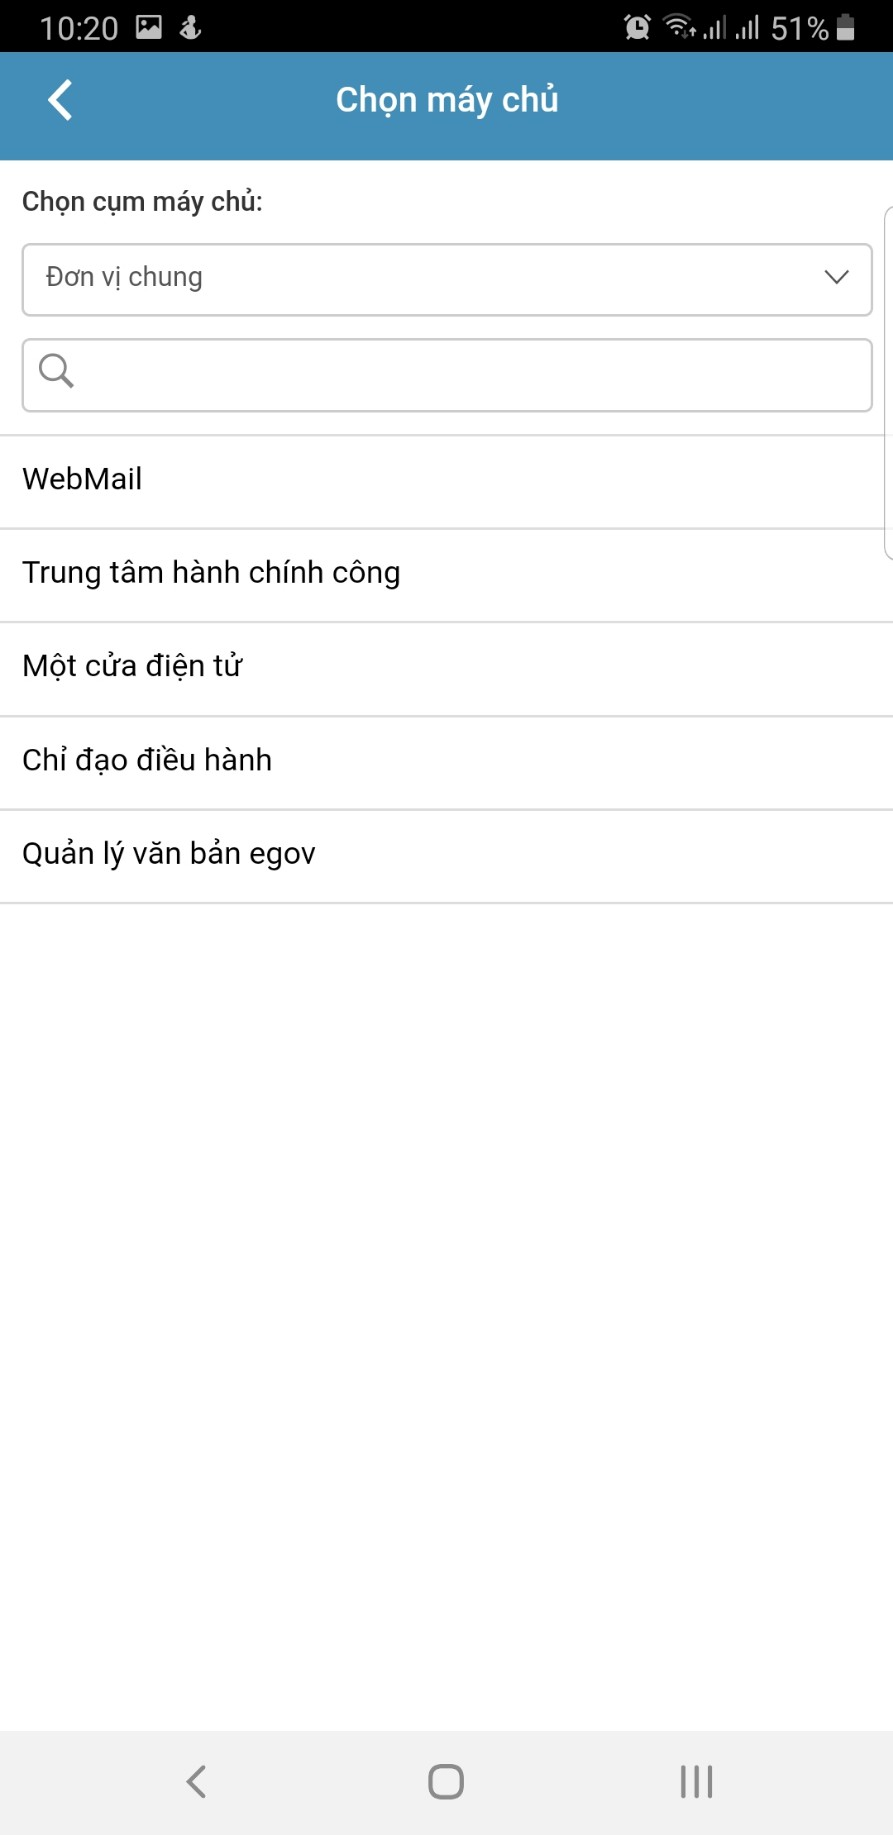 10:20
51%
Chọn máy chủ
Chọn cụm máy chủ:
Đơn vị chung
WebMail
Trung tâm hành chính công
Một cửa điện tử
Chỉ đạo điều hành
Quản lý văn bản egov